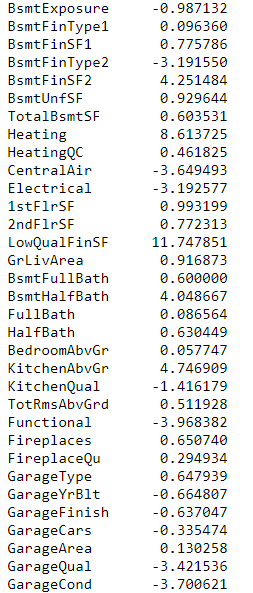 BsmtExposure -0.987132
BsmtFinType1 0.096360
BsmtFinSF1 0.775786
BsmtFinType2 -3.191550
BsmtFinSF2 4.251484
BsmtUnfSF 0.929644
TotalBsmtSF 0.603531
Heating 8.613725
HeatingQC 0.461825
CentralAir -3.649493
Electrical -3.192577
1stFlrSF 0.993199
2ndFlrSF 0.772313
LowQualFinSF 11.747851
GrLivArea 0.916873
BsmtFullBath 0.600000
BsmtHalfBath 4.048667
FullBath 0.086564
HalfBath 0.630449
BedroomAbvGr 0.057747
KitchenAbvGr 4.746909
KitchenQual -1.416179
TotRmsAbvGrd 0.511928
Functional -3.968382
Fireplaces 0.650740
FireplaceQu 0.294934
GarageType 0.647939
GarageYrBlt -0.664807
GarageFinish -0.637047
GarageCars -0.335474
GarageArea 0.130258
GarageQual -3.421536
GarageCond -3.700621